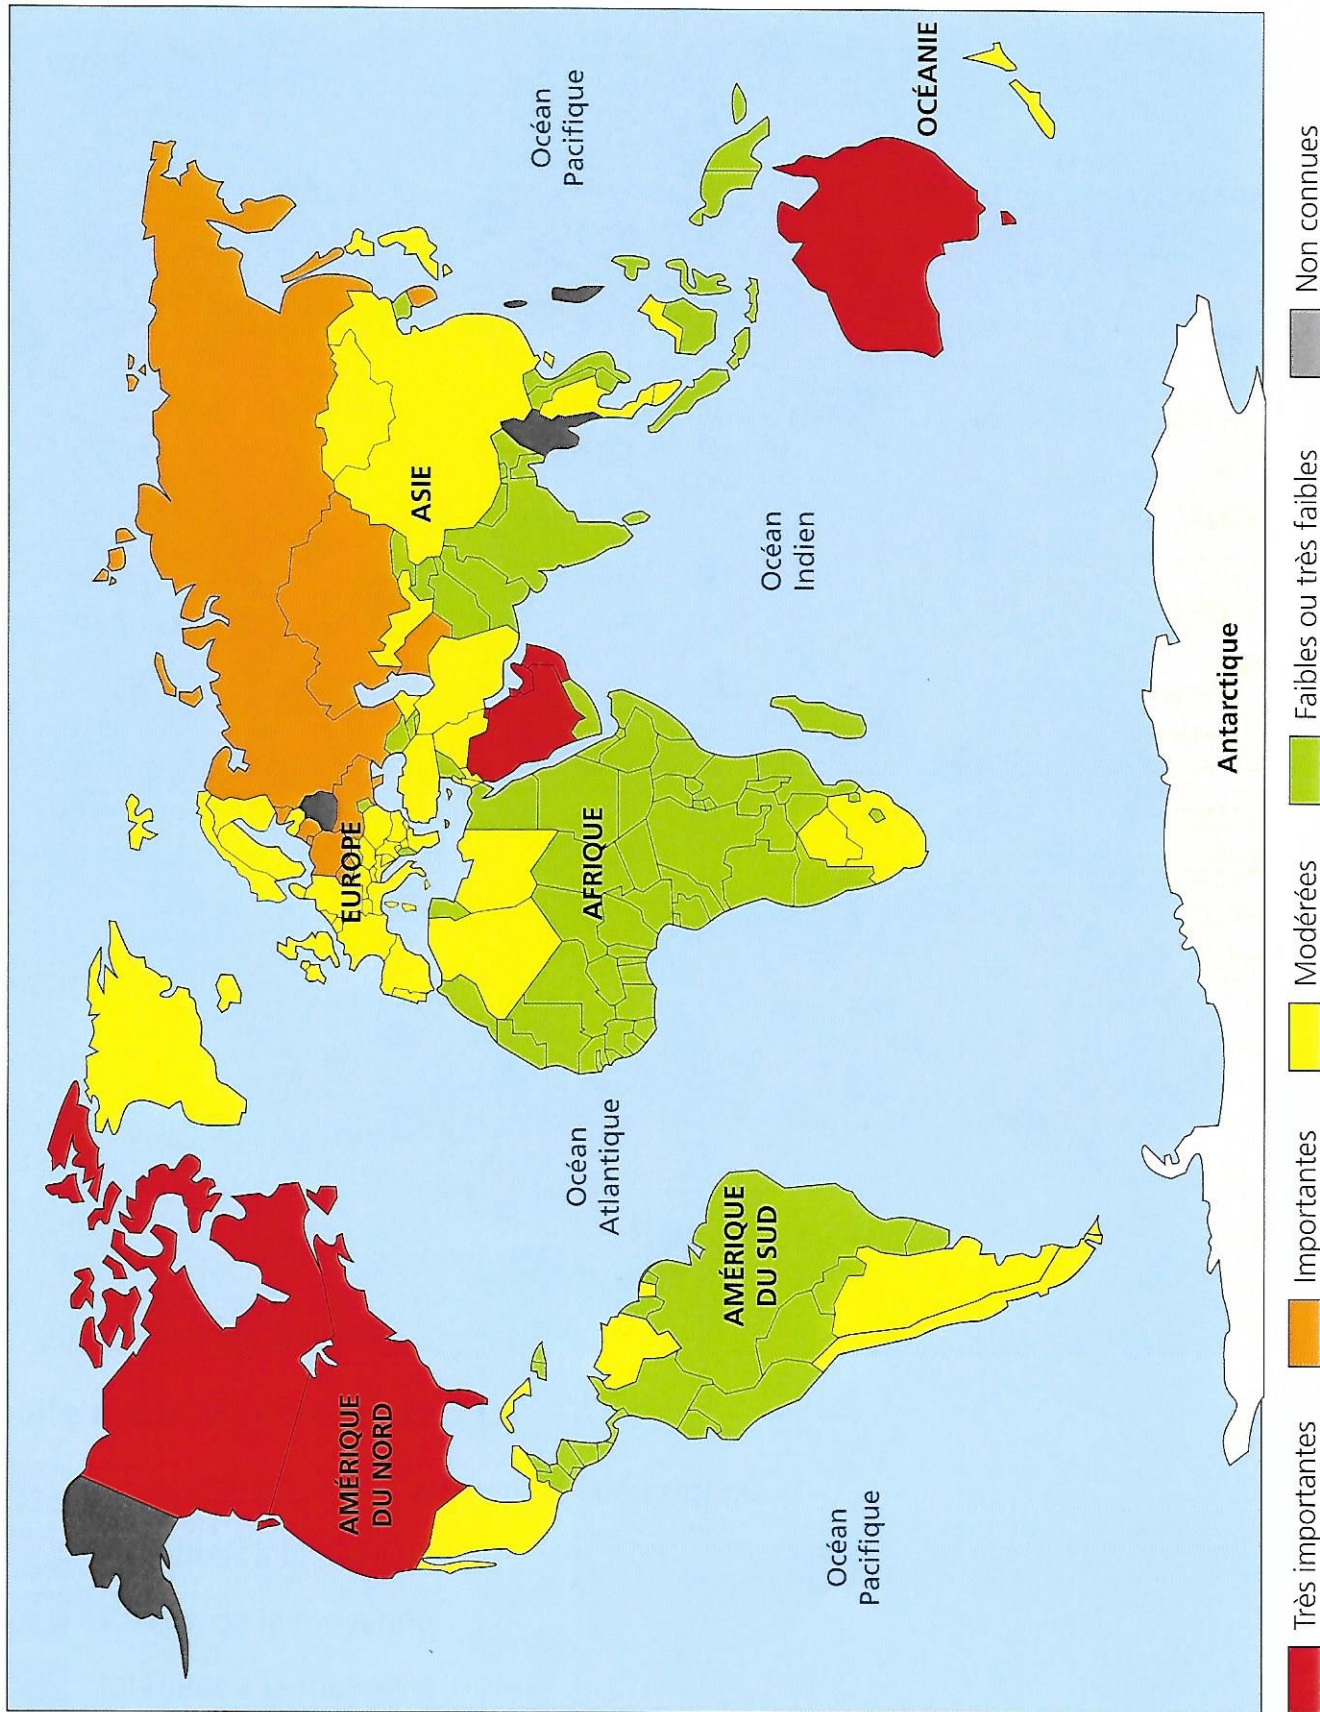 AMÉRIQUE
DU NORD
EUROPE
ASIE
Océan
Pacifique
Océan
Atlantique
AFRIQUE
AMÉRIQUE
DU SUD
Océan
Indien
Océan
Pacifique
OCÉANIE
Antarctique
Très importantes
Importantes
Modérées
Faibles ou très faibles
Non connues